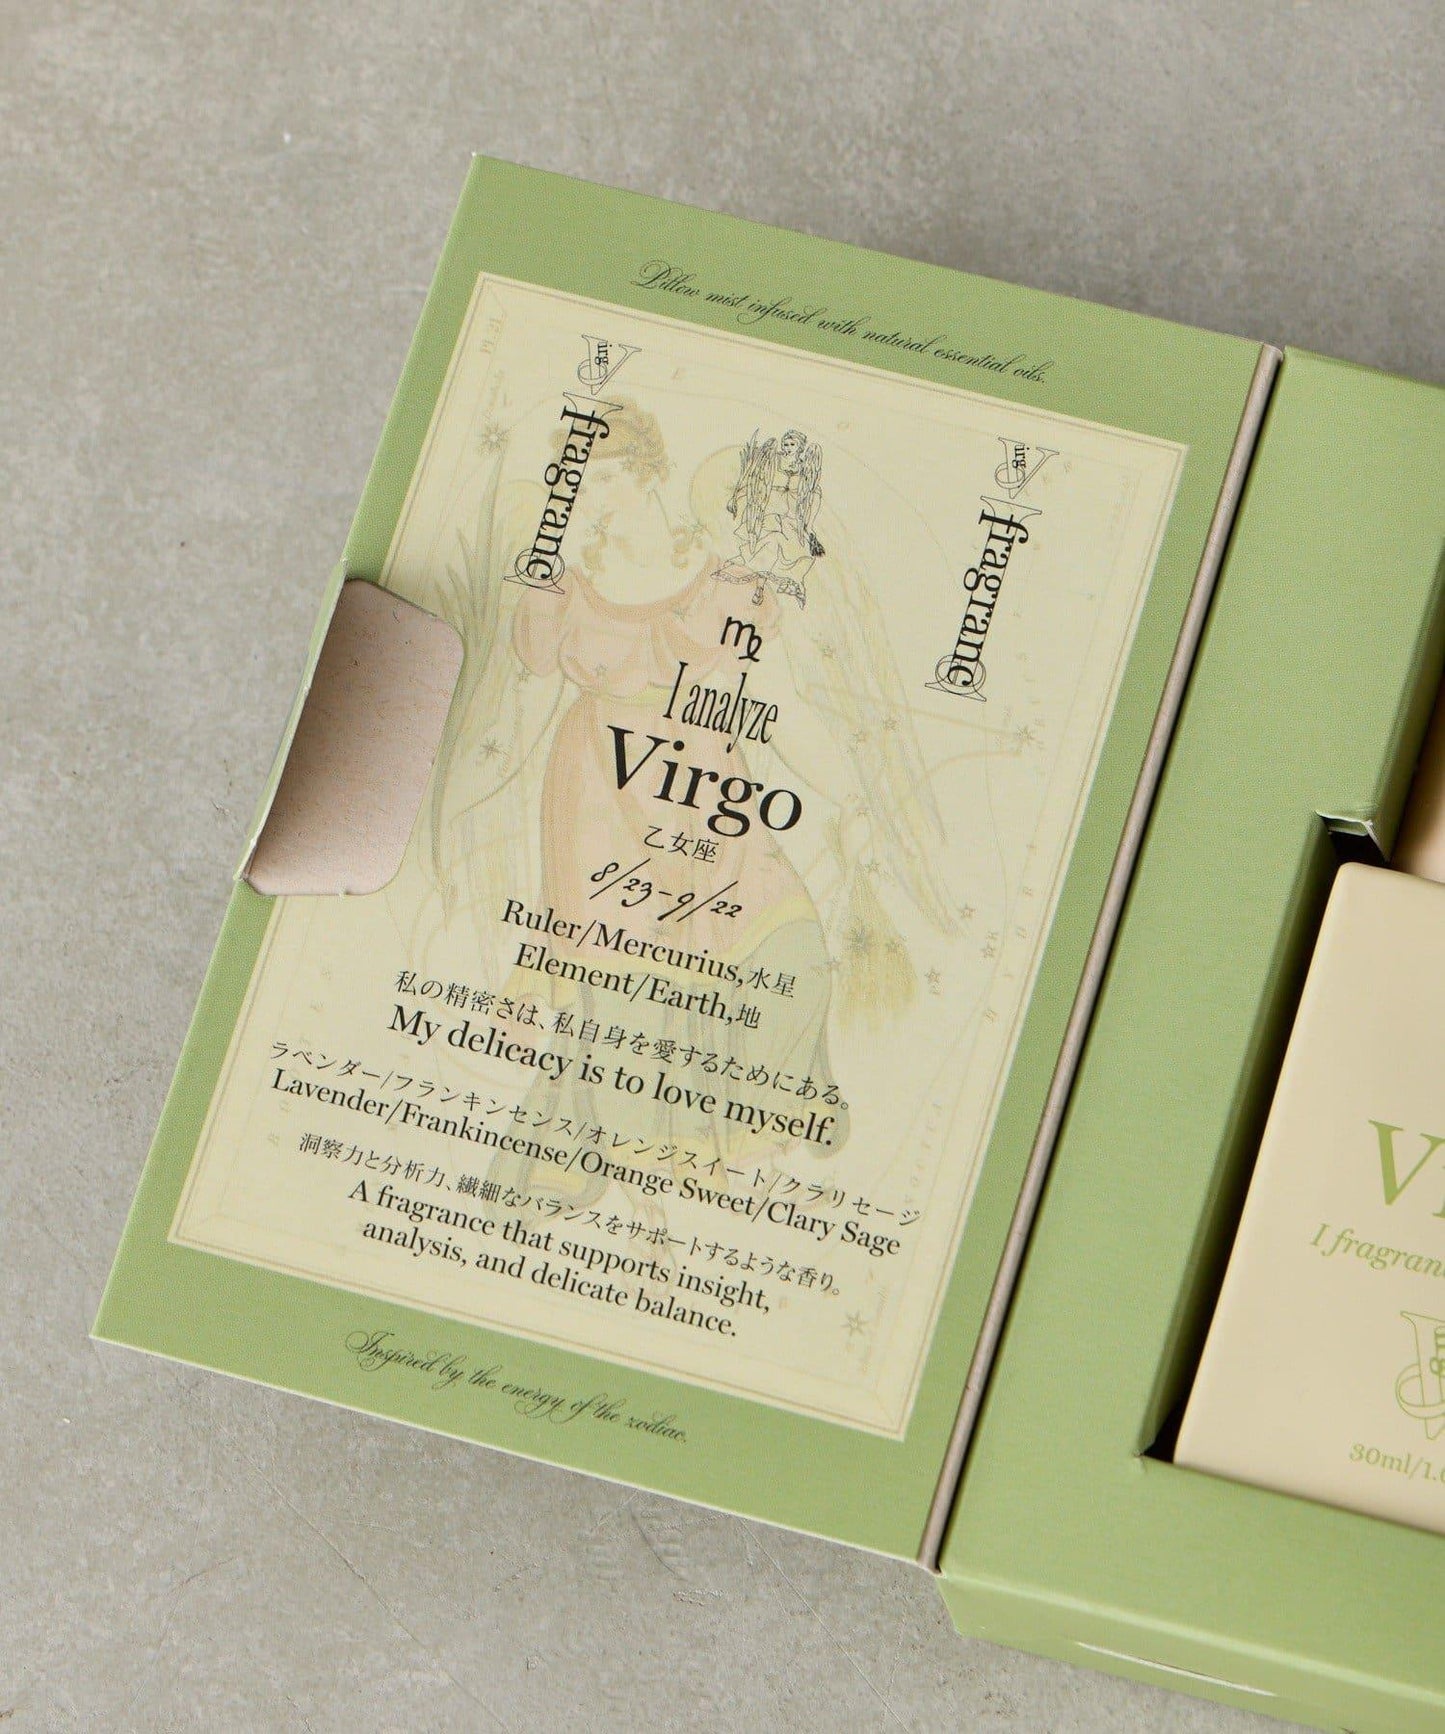 Pillow mist infused with natural essential oils.
Virgo
I fragrance
Virgo
I fragrance
I analyze
Virgo
乙女座
8/23-9/22
Ruler/Mercurius,水星
Element/Earth,地
私の精密さは、私自身を愛するためにある。
My delicacy is to love myself.
ラベンダー/フランキンセンス/オレンジスイート/クラリセージ
Lavender/Frankincense/Orange Sweet/Clary Sage
洞察力と分析力、繊細なバランスをサポートするような香り。
A fragrance that supports insight,
analysis, and delicate balance.
Inspired by the energy of the zodiac.
I fragran
30ml/1.0